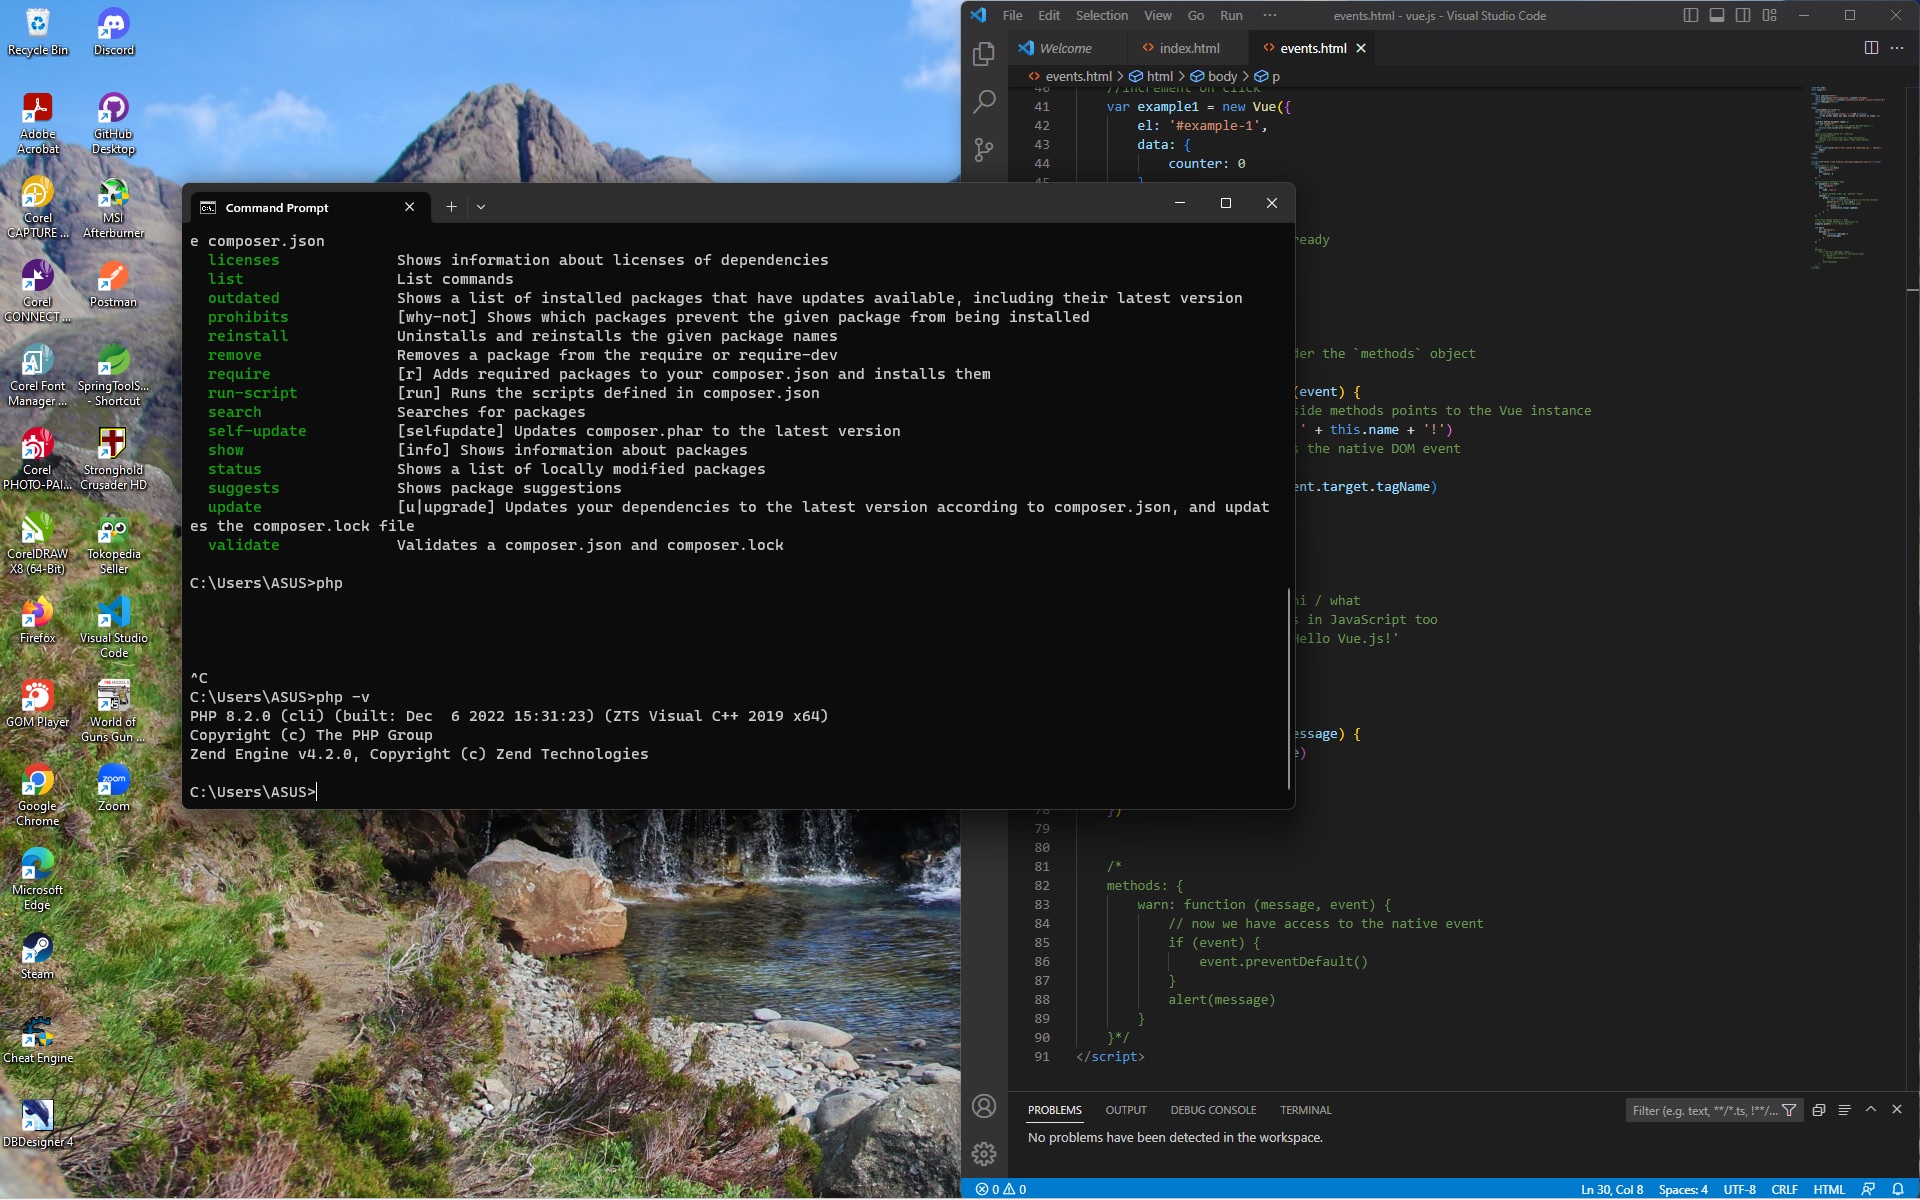 Recycle Bin
Discord
Adobe
Acrobat
GitHub
Desktop
Corel
CAPTURE ...
MSI
Afterburner
Corel
CONNECT ...
Postman
Corel Font
Manager ...
SpringToolS...
- Shortcut
Corel
PHOTO-PAI...
Stronghold
Crusader HD
CorelDRAW
X8 (64-Bit)
Tokopedia
Seller
Firefox
Visual Studio
Code
GOM Player
World of
Guns Gun ...
Google
Chrome
zoom
Zoom
Microsoft
Edge
Steam
Cheat Engine
DBDesigner 4
Command Prompt
e composer.json
licenses Shows information about licenses of dependencies
list List commands
outdated Shows a list of installed packages that have updates available, including their latest version
prohibits [why-not] Shows which packages prevent the given package from being installed
reinstall Uninstalls and reinstalls the given package names
remove Removes a package from the require or require-dev
require [r] Adds required packages to your composer.json and installs them
run-script [run] Runs the scripts defined in composer.json
search Searches for packages
self-update [selfupdate] Updates composer.phar to the latest version
show [info] Shows information about packages
status Shows a list of locally modified packages
suggests Shows package suggestions
update [u|upgrade] Updates your dependencies to the latest version according to composer.json, and updat
es the composer.lock file
validate Validates a composer.json and composer.lock
C:\Users\ASUS>php
^C
C:\Users\ASUS>php -v
PHP 8.2.0 (cli) (built: Dec  6 2022 15:31:23) (ZTS Visual C++ 2019 x64)
Copyright (c) The PHP Group
Zend Engine v4.2.0, Copyright (c) Zend Technologies
C:\Users\ASUS>
File Edit Selection View Go Run ··· events.html - vue.js - Visual Studio Code
Welcome index.html events.html
events.html > html > body > p
40 //increment on click
41 var example1 = new Vue({
42 el: '#example-1',
43 data: {
44 counter: 0
45 }
ready
der the `methods` object
(event) {
side methods points to the Vue instance
' + this.name + '!')
s the native DOM event
ent.target.tagName)
hi / what
s in JavaScript too
Hello Vue.js!'
essage) {
e)
78 })
79
80
81 /*
82 methods: {
83 warn: function (message, event) {
84 // now we have access to the native event
85 if (event) {
86 event.preventDefault()
87 }
88 alert(message)
89 }
90 }*/
91 </script>
PROBLEMS OUTPUT DEBUG CONSOLE TERMINAL Filter (e.g. text, **/*.ts, !**/...
No problems have been detected in the workspace.
0 0 Ln 30, Col 8 Spaces: 4 UTF-8 CRLF HTML